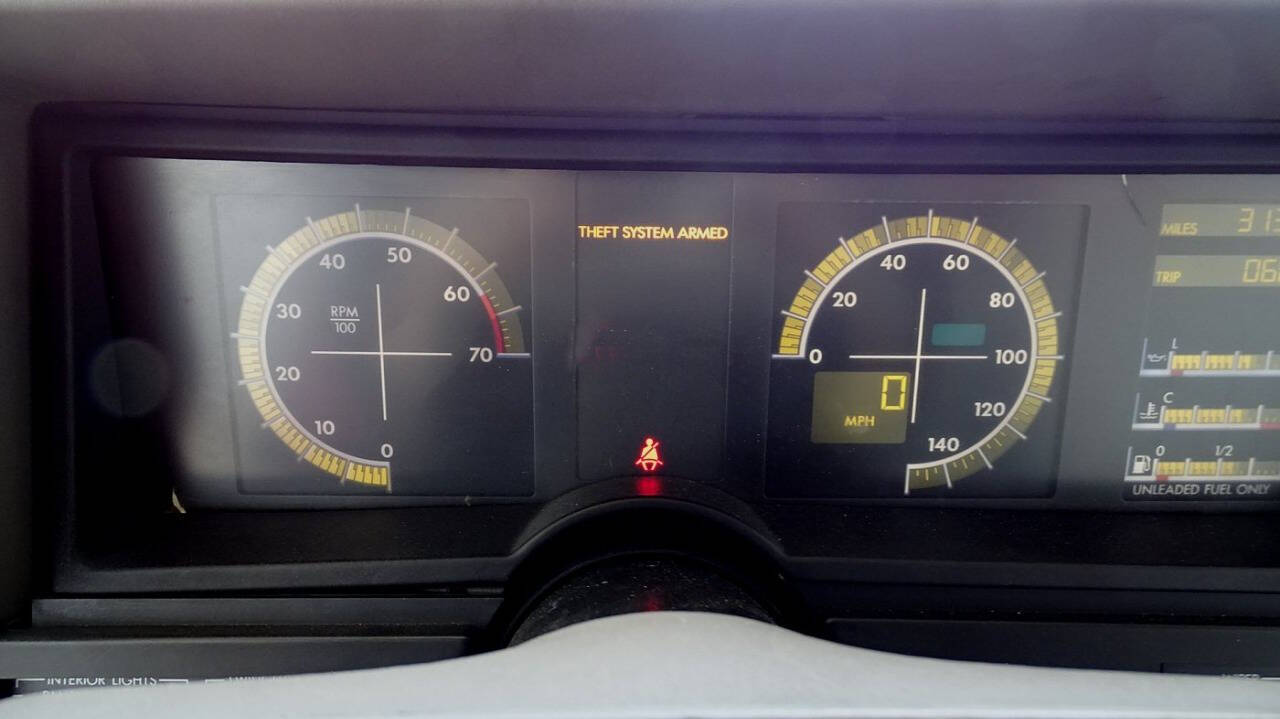 THEFT SYSTEM ARMED
RPM
100
0
10
20
30
40
50
60
70
0
20
40
60
80
100
120
140
0
MPH
MILES
TRIP
L
C
0 1/2
UNLEADED FUEL ONLY
INTERIOR LIGHTS